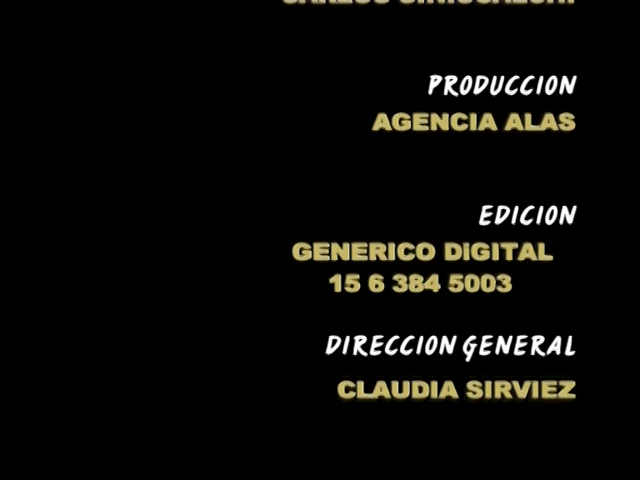 PRODUCCION
AGENCIA ALAS
EDICION
GENERICO DIGITAL
15 6 384 5003
DIRECCION GENERAL
CLAUDIA SIRVIEZ